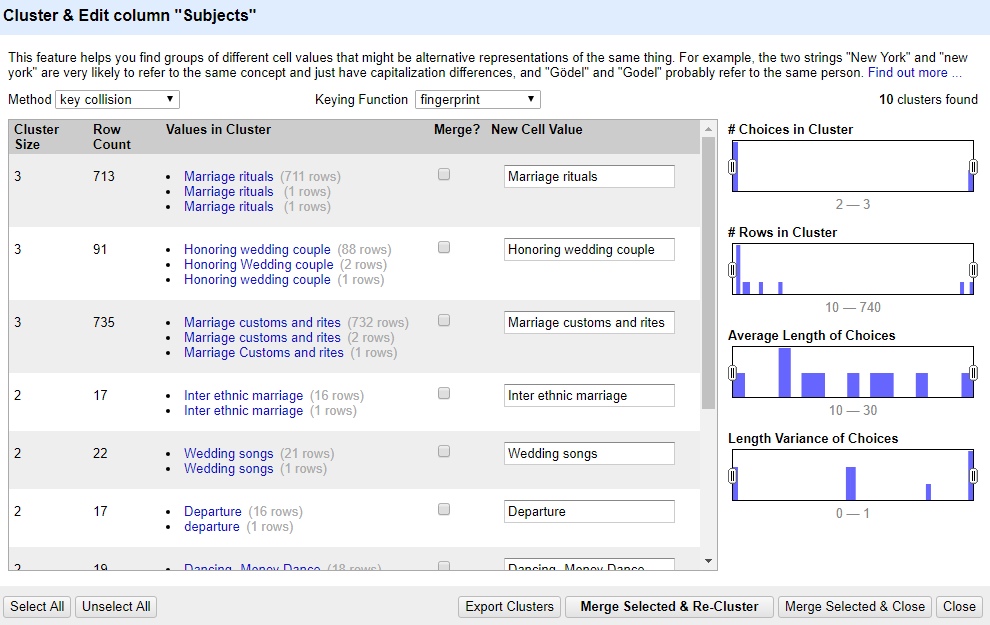 Cluster & Edit column "Subjects"
This feature helps you find groups of different cell values that might be alternative representations of the same thing. For example, the two strings "New York" and "new
york" are very likely to refer to the same concept and just have capitalization differences, and "Gödel" and "Godel" probably refer to the same person. Find out more ...
Method key collision Keying Function fingerprint 10 clusters found
Cluster Size Row Count Values in Cluster Merge? New Cell Value
3 713 Marriage rituals (711 rows) Marriage rituals
Marriage rituals (1 rows)
Marriage rituals (1 rows)
3 91 Honoring wedding couple (88 rows) Honoring wedding couple
Honoring Wedding couple (2 rows)
Honoring wedding couple (1 rows)
3 735 Marriage customs and rites (732 rows) Marriage customs and rites
Marriage customs and rites (2 rows)
Marriage Customs and rites (1 rows)
2 17 Inter ethnic marriage (16 rows) Inter ethnic marriage
Inter ethnic marriage (1 rows)
2 22 Wedding songs (21 rows) Wedding songs
Wedding songs (1 rows)
2 17 Departure (16 rows) Departure
departure (1 rows)
2 19 Dancing Money Dance (18 rows) Dancing Money Dance
# Choices in Cluster
2 — 3
# Rows in Cluster
10 — 740
Average Length of Choices
10 — 30
Length Variance of Choices
0 — 1
Select All Unselect All Export Clusters Merge Selected & Re-Cluster Merge Selected & Close Close